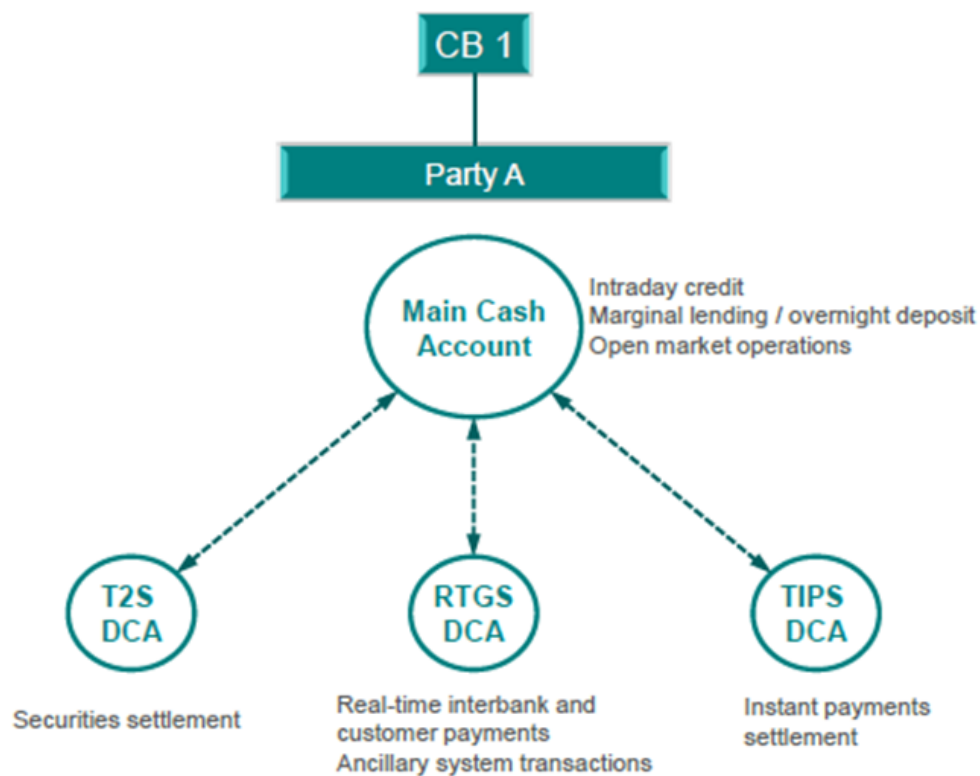 CB 1
Party A
Main Cash
Account
Intraday credit
Marginal lending / overnight deposit
Open market operations
T2S
DCA
RTGS
DCA
TIPS
DCA
Securities settlement
Real-time interbank and
customer payments
Ancillary system transactions
Instant payments
settlement